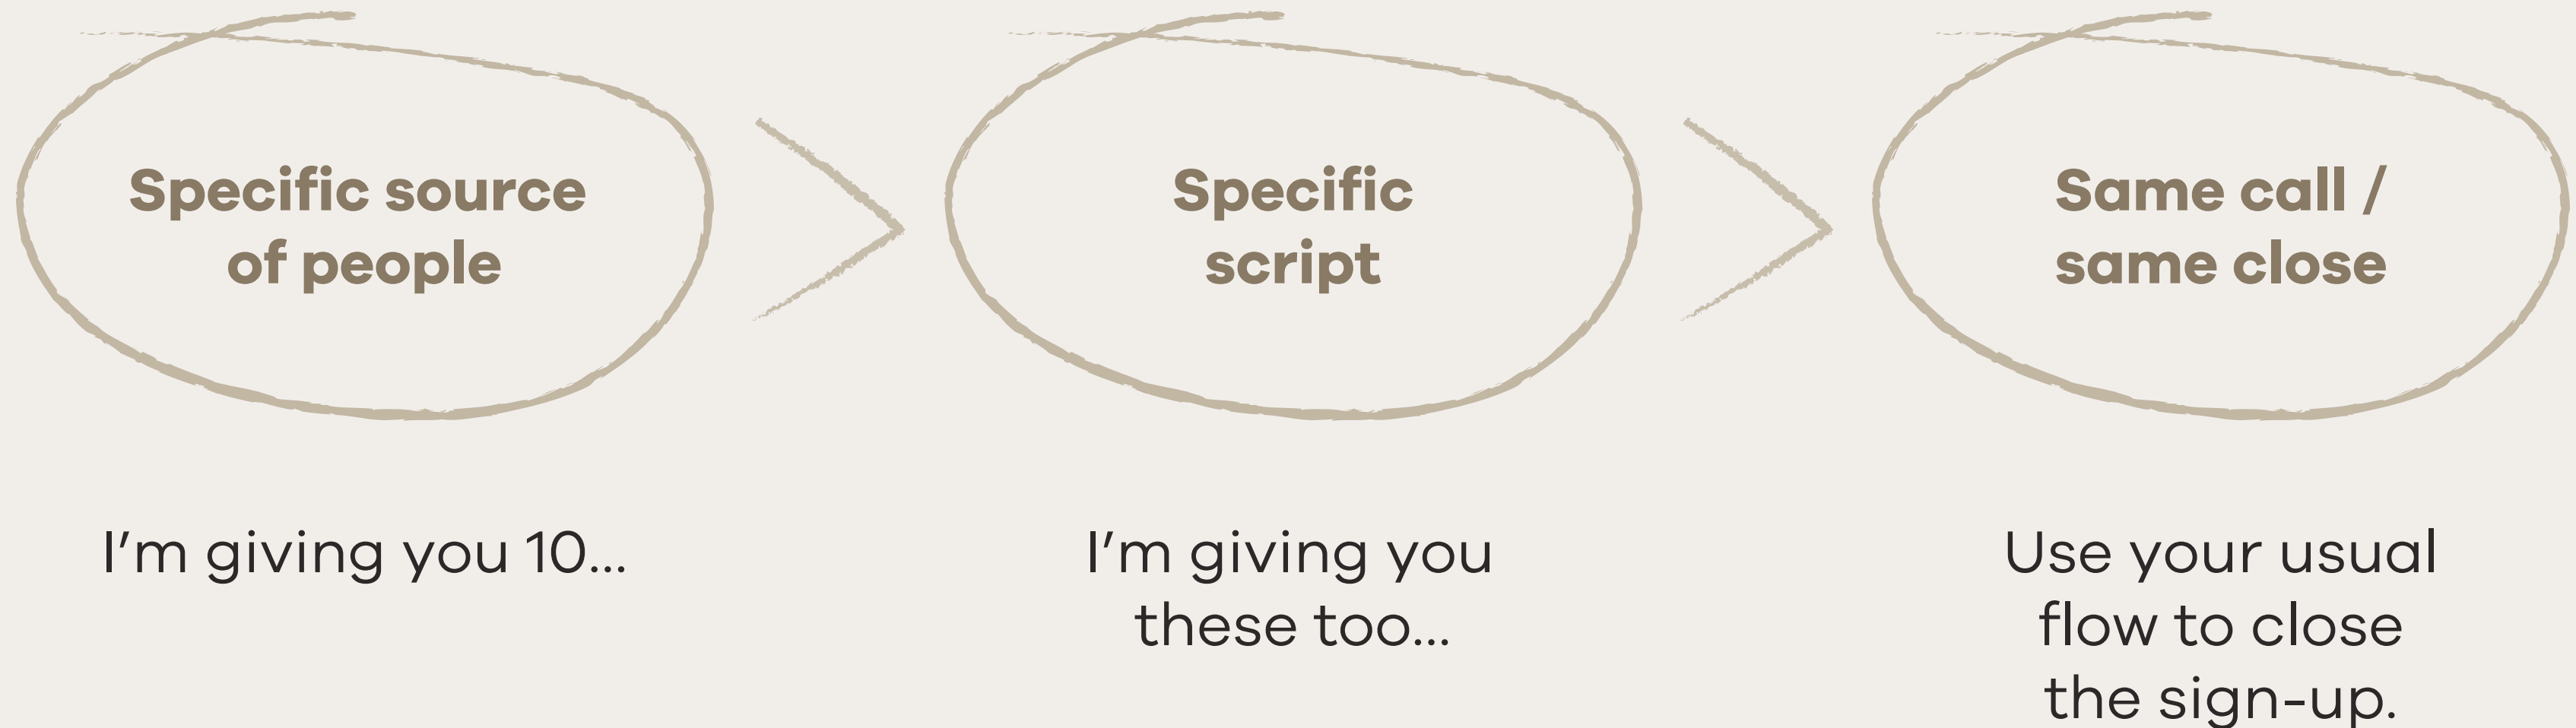 Specific source
of people
Specific
script
Same call /
same close
I’m giving you 10...
I’m giving you
these too...
Use your usual
flow to close
the sign-up.